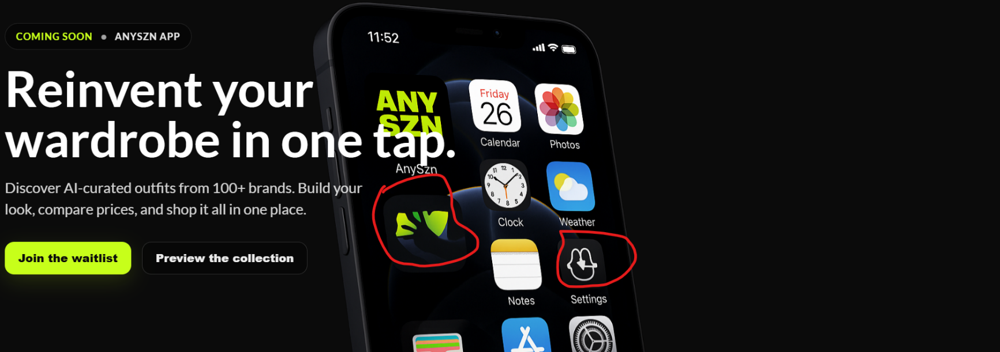 COMING SOON • ANYSZN APP
Reinvent your
wardrobe in one tap.
Discover AI-curated outfits from 100+ brands. Build your
look, compare prices, and shop it all in one place.
Join the waitlist
Preview the collection
11:52
ANY
SZN
AnySzn
Friday
26
Calendar
Photos
Clock
Weather
Notes
Settings